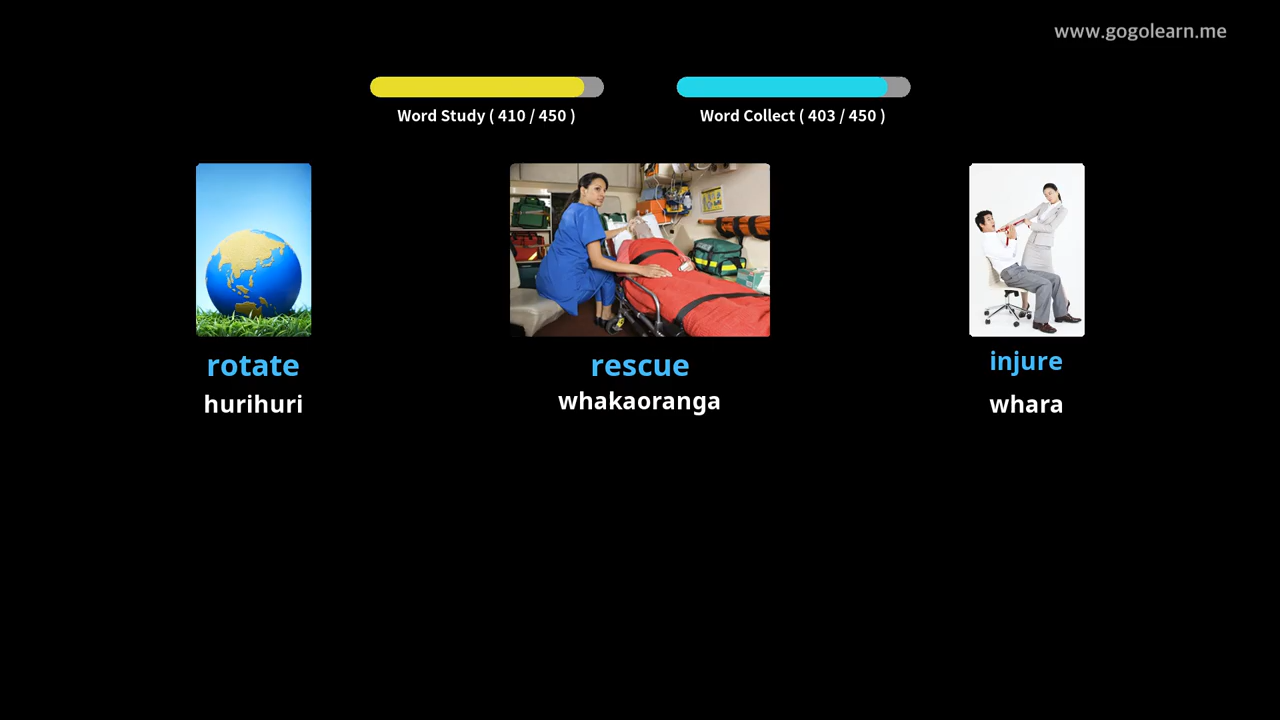 www.gogolearn.me
Word Study ( 410 / 450 )
Word Collect ( 403 / 450 )
rotate
hurihuri
rescue
whakaoranga
injure
whara